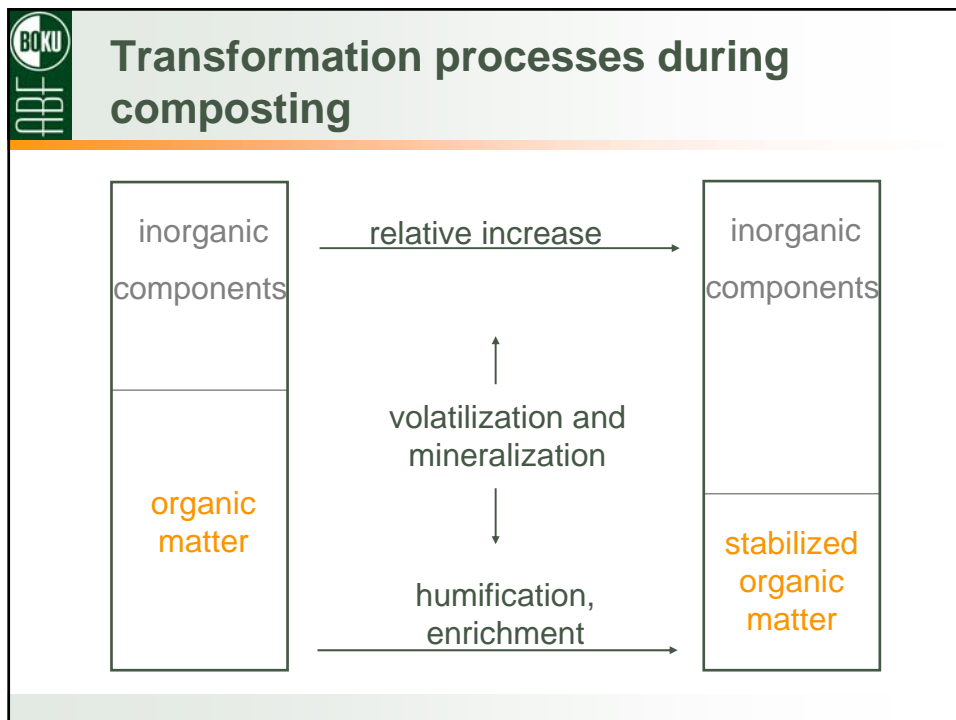 BOKU
ABF
Transformation processes during
composting
inorganic
components
relative increase
inorganic
components
volatilization and
mineralization
organic
matter
stabilized
organic
matter
humification,
enrichment